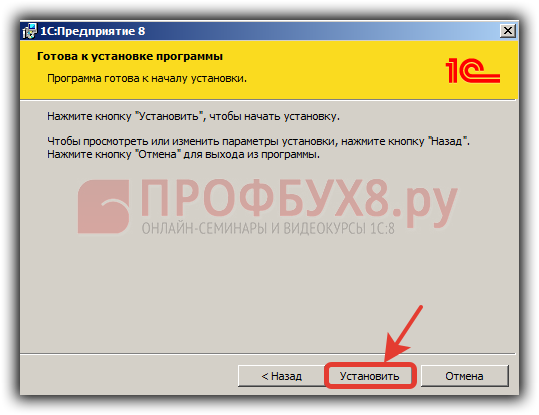 1С:Предприятие 8
Готова к установке программы
Программа готова к началу установки.
1С
Нажмите кнопку "Установить", чтобы начать установку.
Чтобы просмотреть или изменить параметры установки, нажмите кнопку "Назад".
Нажмите кнопку "Отмена" для выхода из программы.
ПРОФБУХ8.ру
ОНЛАЙН-СЕМИНАРЫ И ВИДЕОКУРСЫ 1С:8
< Назад
Установить
Отмена